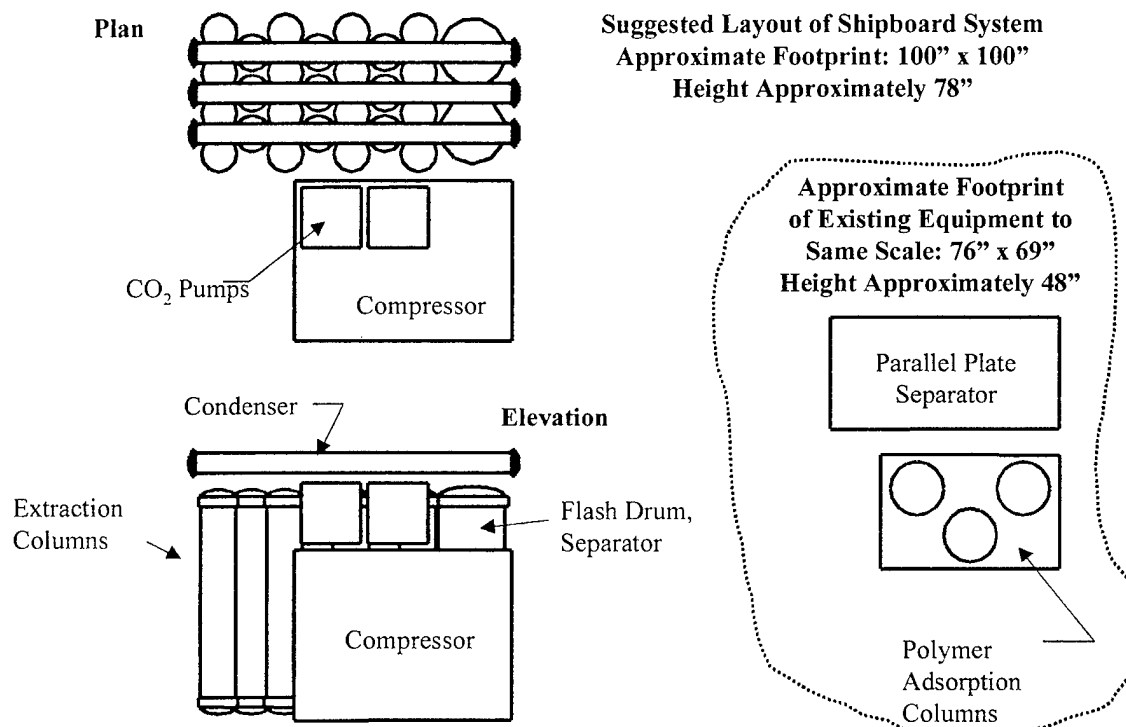 Plan
Suggested Layout of Shipboard System
Approximate Footprint: 100” x 100”
Height Approximately 78”
CO₂ Pumps
Compressor
Approximate Footprint
of Existing Equipment to
Same Scale: 76” x 69”
Height Approximately 48”
Parallel Plate
Separator
Polymer
Adsorption
Columns
Condenser
Elevation
Extraction
Columns
Flash Drum,
Separator
Compressor